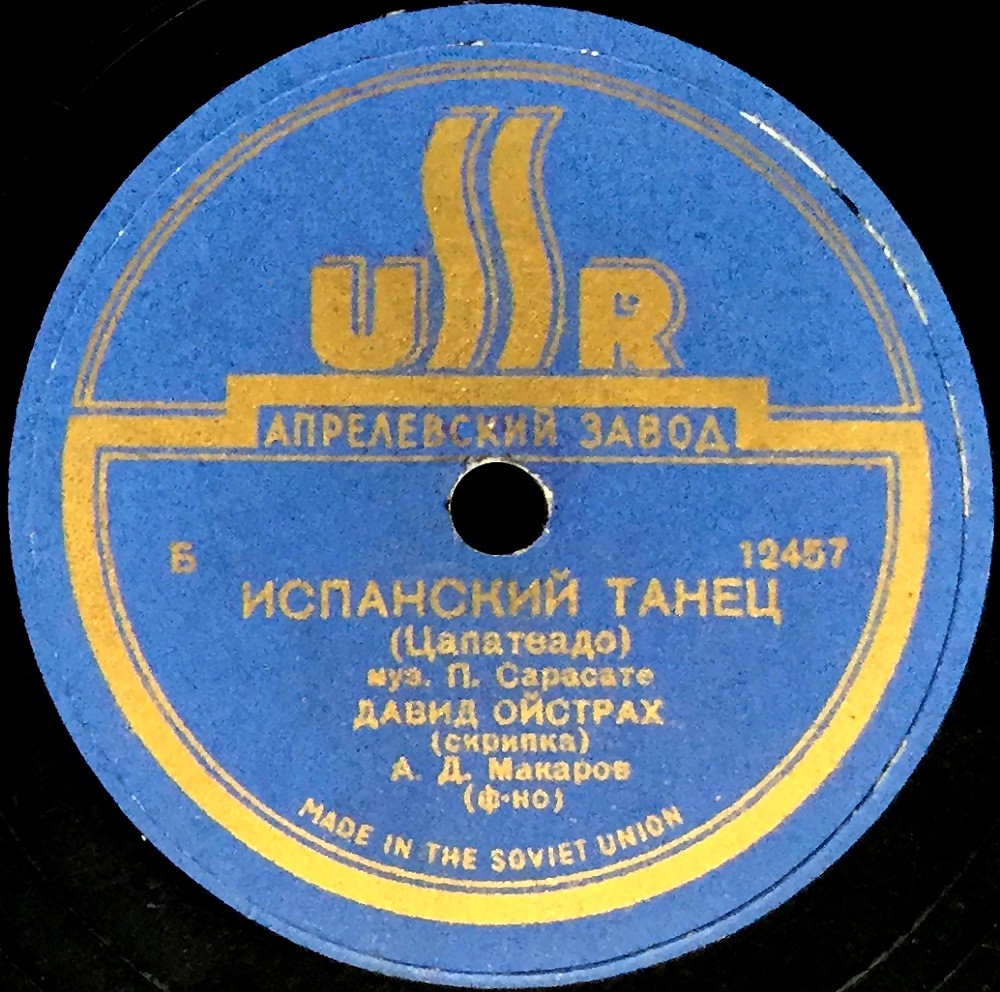 USSR
АПРЕЛЕВСКИЙ ЗАВОД
Б 12457
ИСПАНСКИЙ ТАНЕЦ
(Цапатеадо)
муз. П. Сарасате
ДАВИД ОЙСТРАХ
(скрипка)
А. Д. Макаров
(ф-но)
MADE IN THE SOVIET UNION